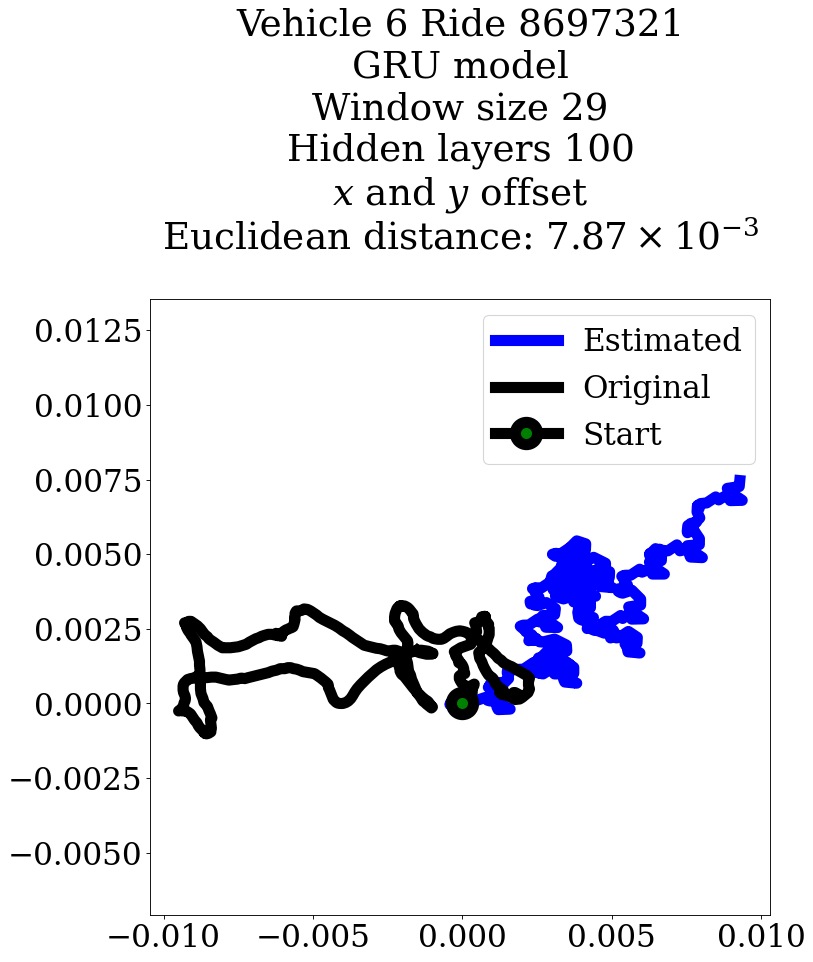 Vehicle 6 Ride 8697321
GRU model
Window size 29
Hidden layers 100
x and y offset
Euclidean distance: 7.87 × 10⁻³
Estimated
Original
Start
0.0125
0.0100
0.0075
0.0050
0.0025
0.0000
−0.0025
−0.0050
−0.010 −0.005 0.000 0.005 0.010